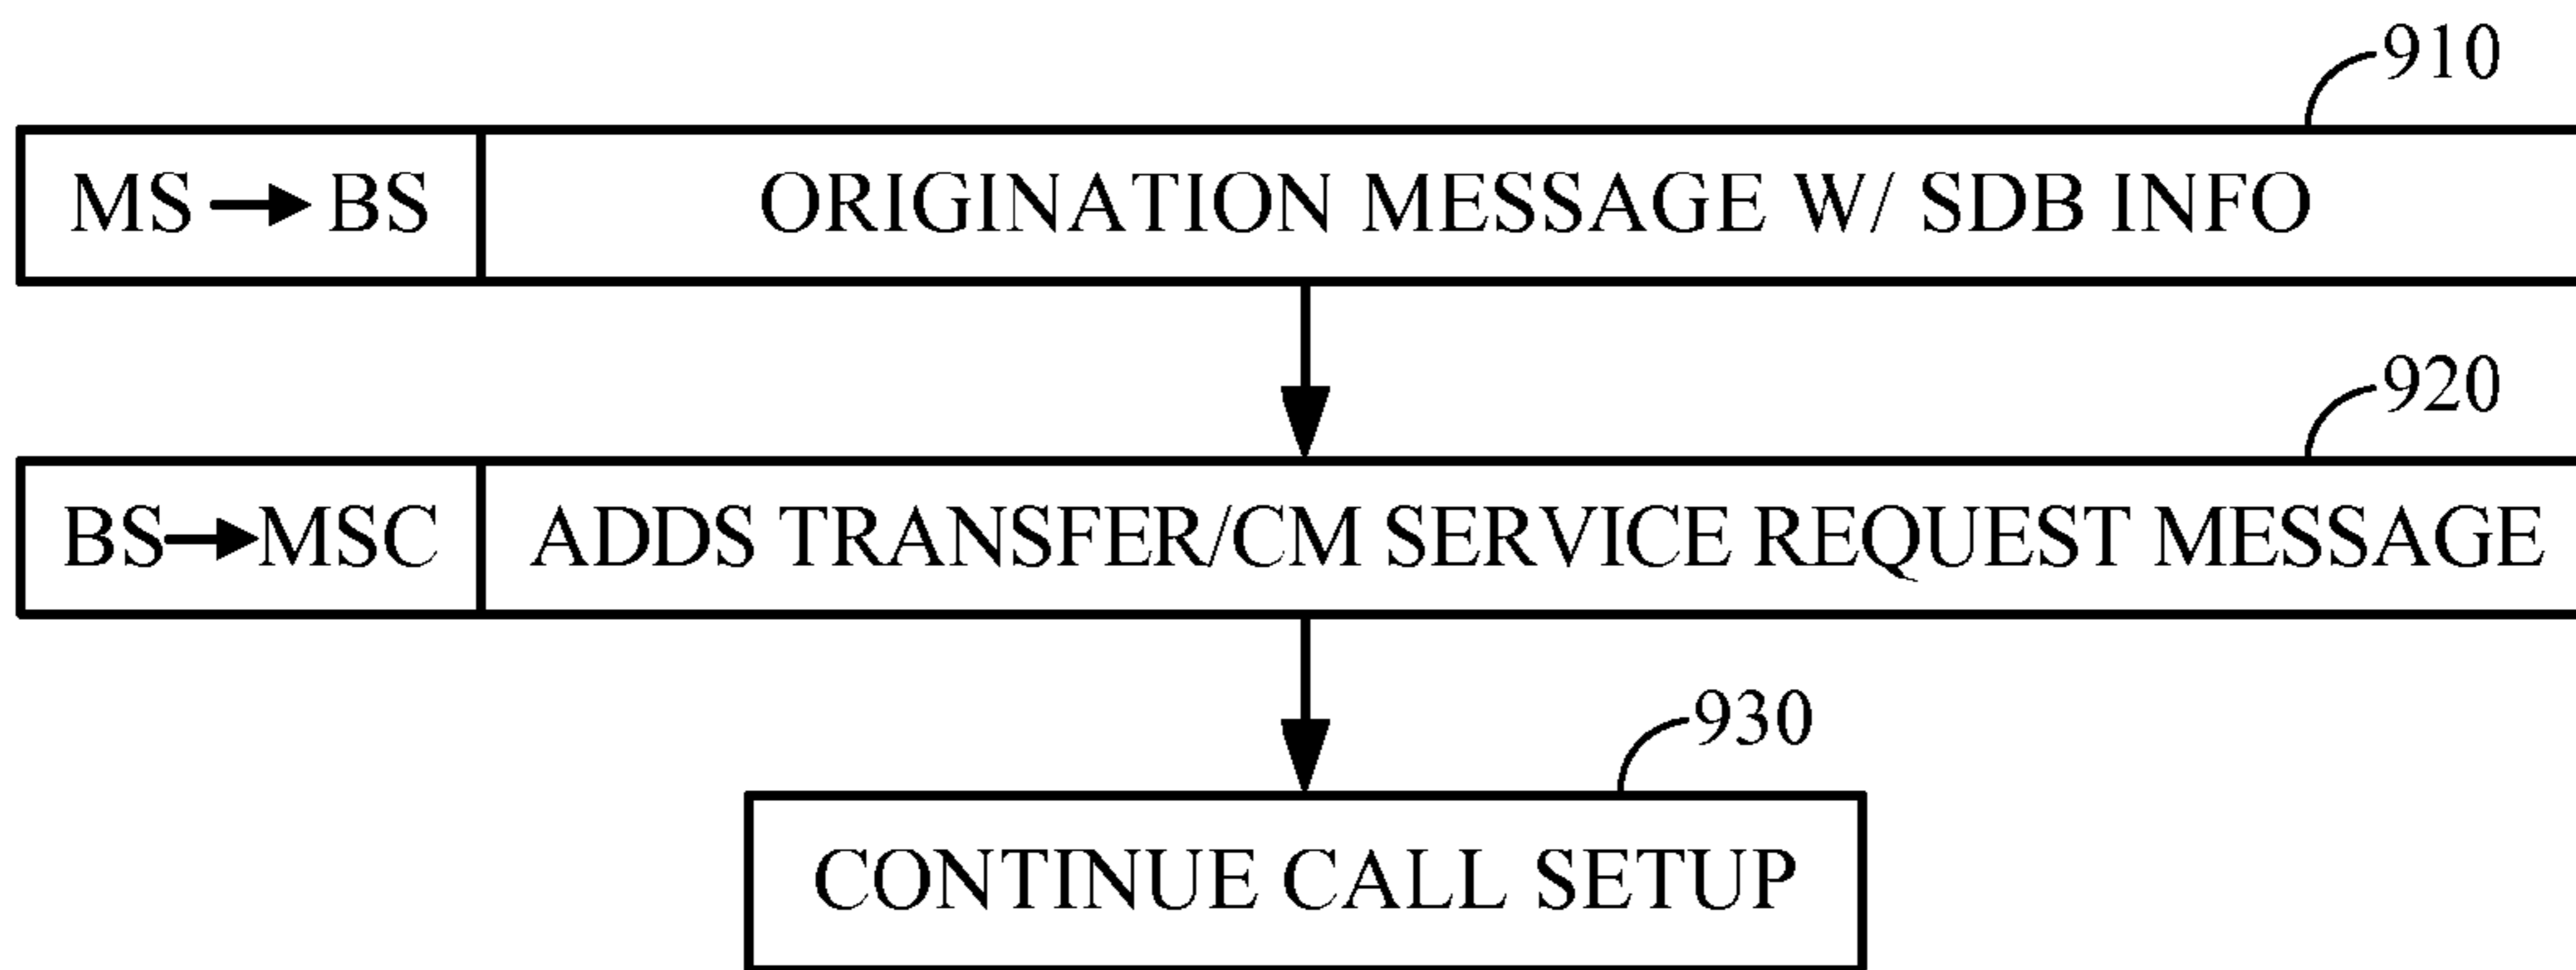 910
MS → BS ORIGINATION MESSAGE W/ SDB INFO
920
BS→MSC ADDS TRANSFER/CM SERVICE REQUEST MESSAGE
930
CONTINUE CALL SETUP